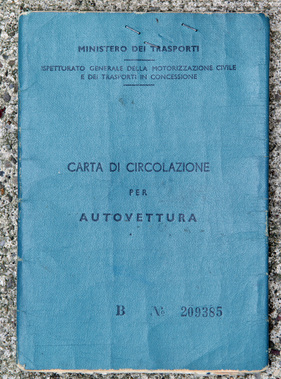 MINISTERO DEI TRASPORTI
ISPETTORATO GENERALE DELLA MOTORIZZAZIONE CIVILE
E DEI TRASPORTI IN CONCESSIONE
CARTA DI CIRCOLAZIONE
PER
AUTOVETTURA
B Nº 209385